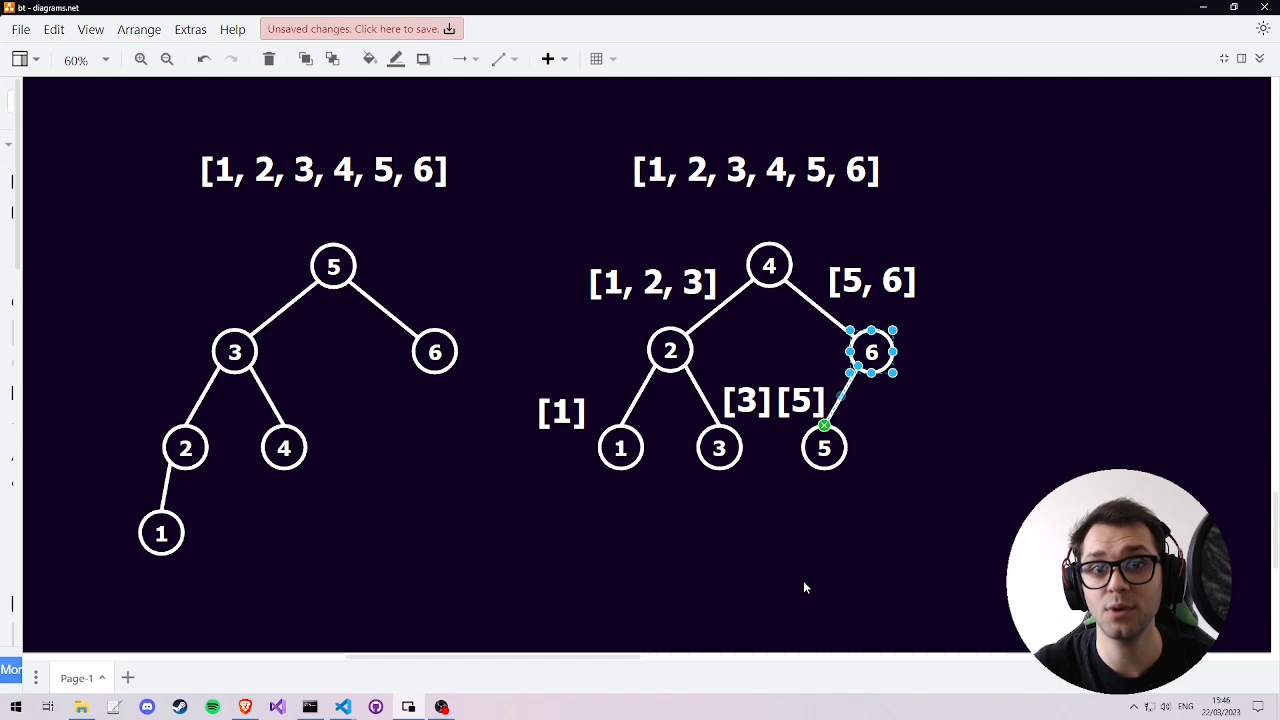 bt - diagrams.net
File Edit View Arrange Extras Help Unsaved changes. Click here to save.
60%
[1, 2, 3, 4, 5, 6] [1, 2, 3, 4, 5, 6]
5 4
[1, 2, 3] [5, 6]
3 6 2 6
[3] [5]
[1]
2 4 1 3 5
1
Mor
Page-1
ENG
15:46
22/03/2023